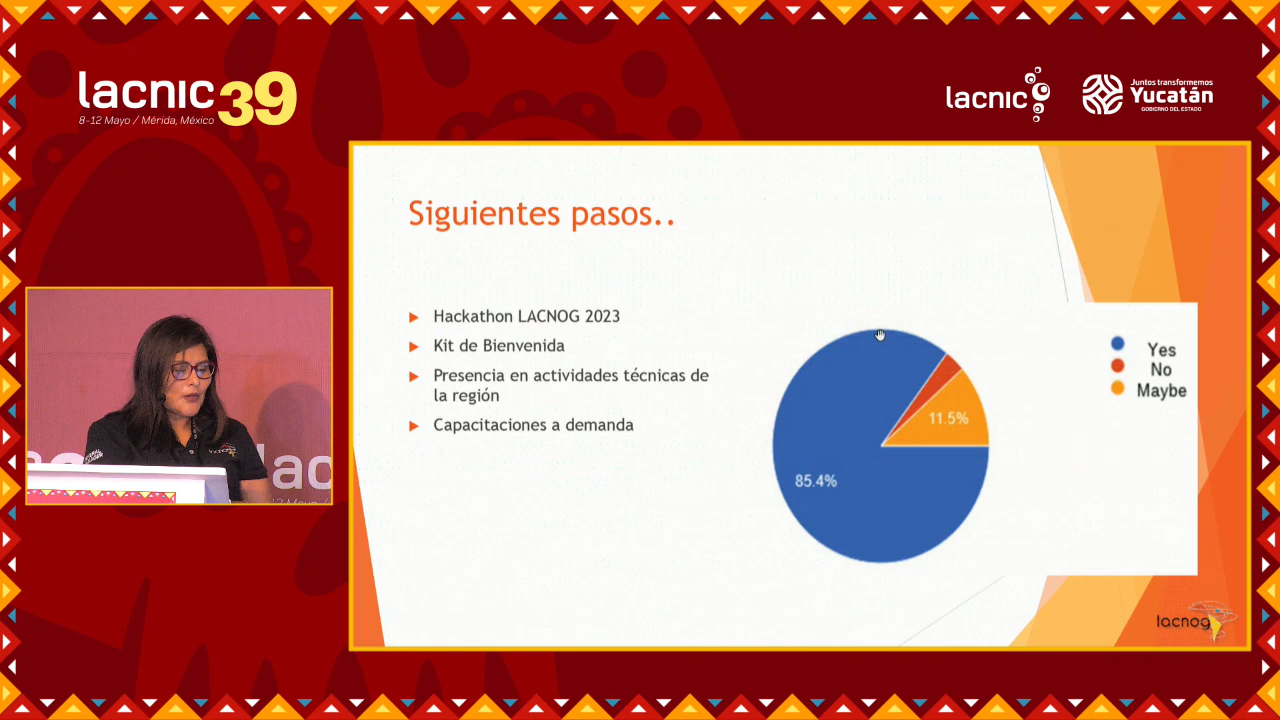 lacnic39
8-12 Mayo / Mérida, México
lacnic
Juntos transformemos
Yucatán
GOBIERNO DEL ESTADO
Siguientes pasos..
Hackathon LACNOG 2023
Kit de Bienvenida
Presencia en actividades técnicas de
la región
Capacitaciones a demanda
85.4%
11.5%
Yes
No
Maybe
lacnog
lac